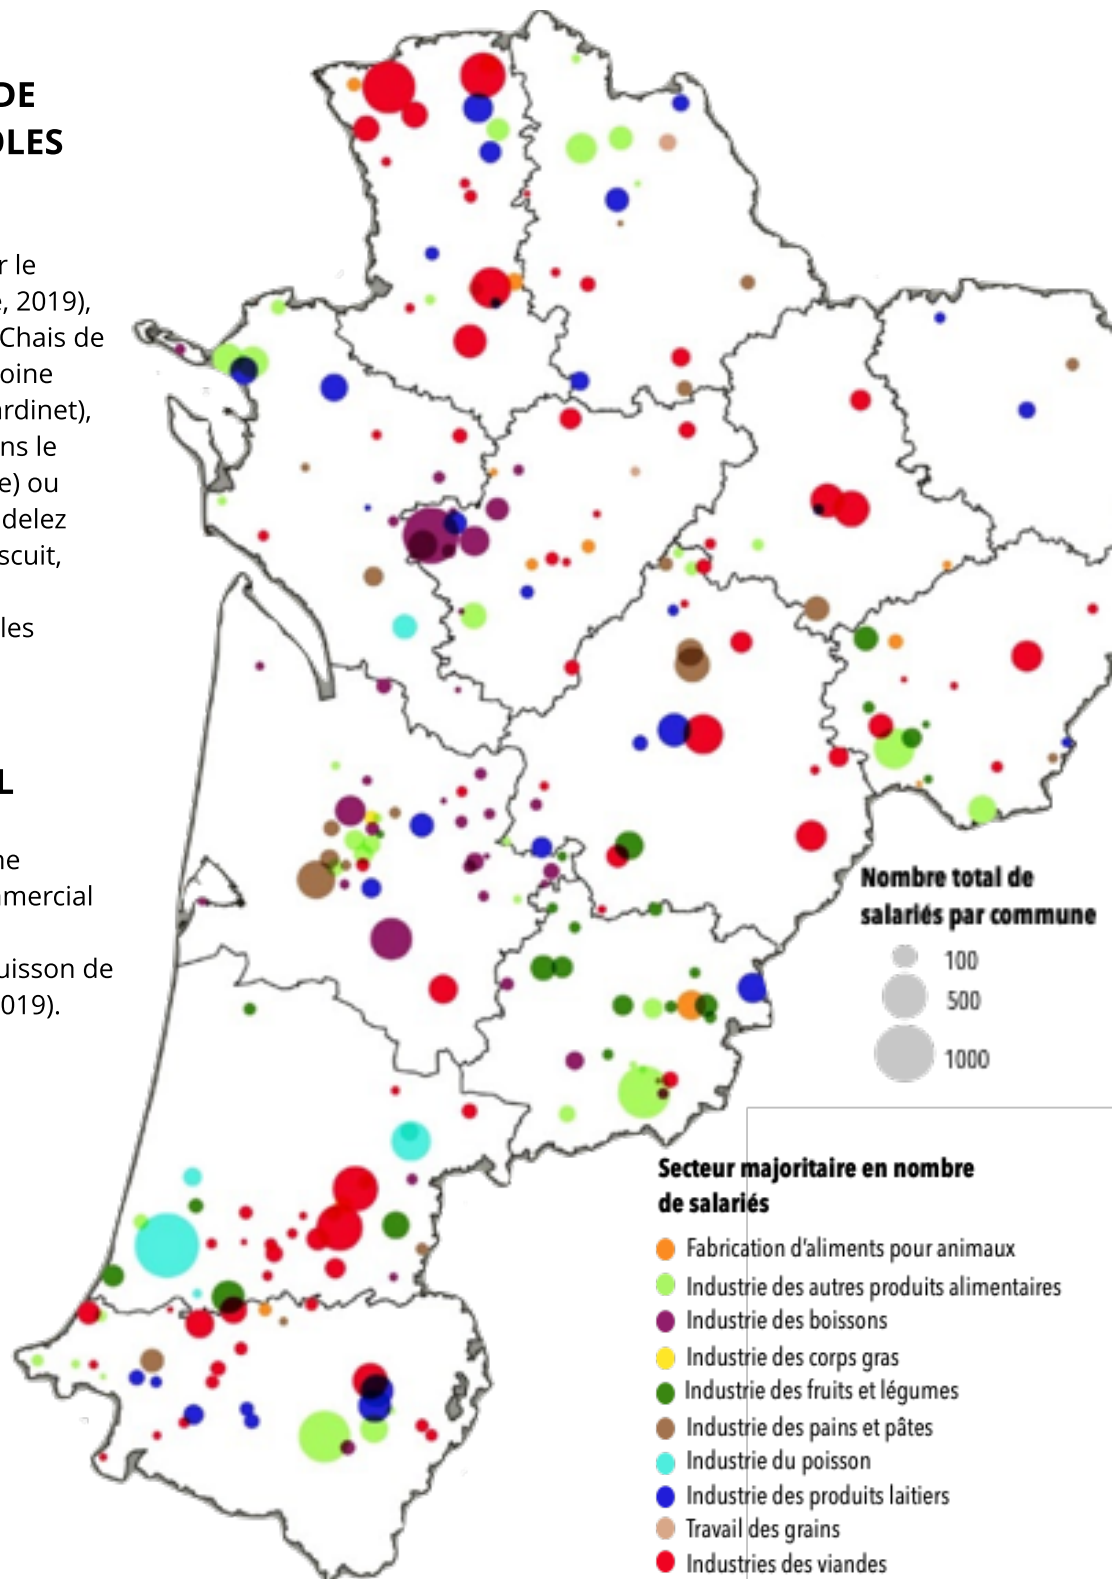 DE
OLES
r le
e, 2019),
Chais de
oine
ardinet),
ns le
e) ou
delez
scuit,
les
L
ne
nmercial
uisson de
019).
Nombre total de
salariés par commune
100
500
1000
Secteur majoritaire en nombre
de salariés
Fabrication d'aliments pour animaux
Industrie des autres produits alimentaires
Industrie des boissons
Industrie des corps gras
Industrie des fruits et légumes
Industrie des pains et pâtes
Industrie du poisson
Industrie des produits laitiers
Travail des grains
Industries des viandes